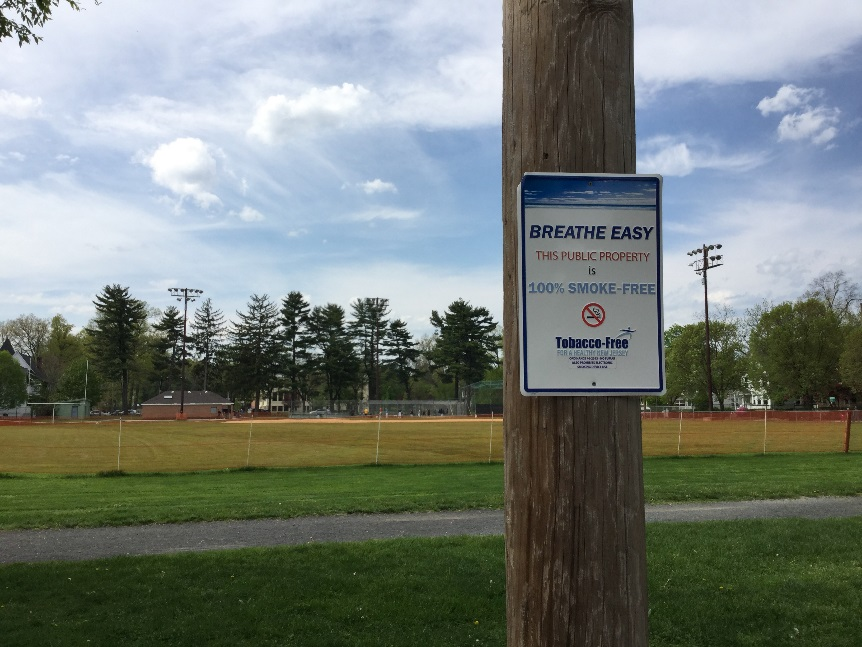 BREATHE EASY
THIS PUBLIC PROPERTY
is
100% SMOKE-FREE
Tobacco-Free
FOR A HEALTHY NEW JERSEY